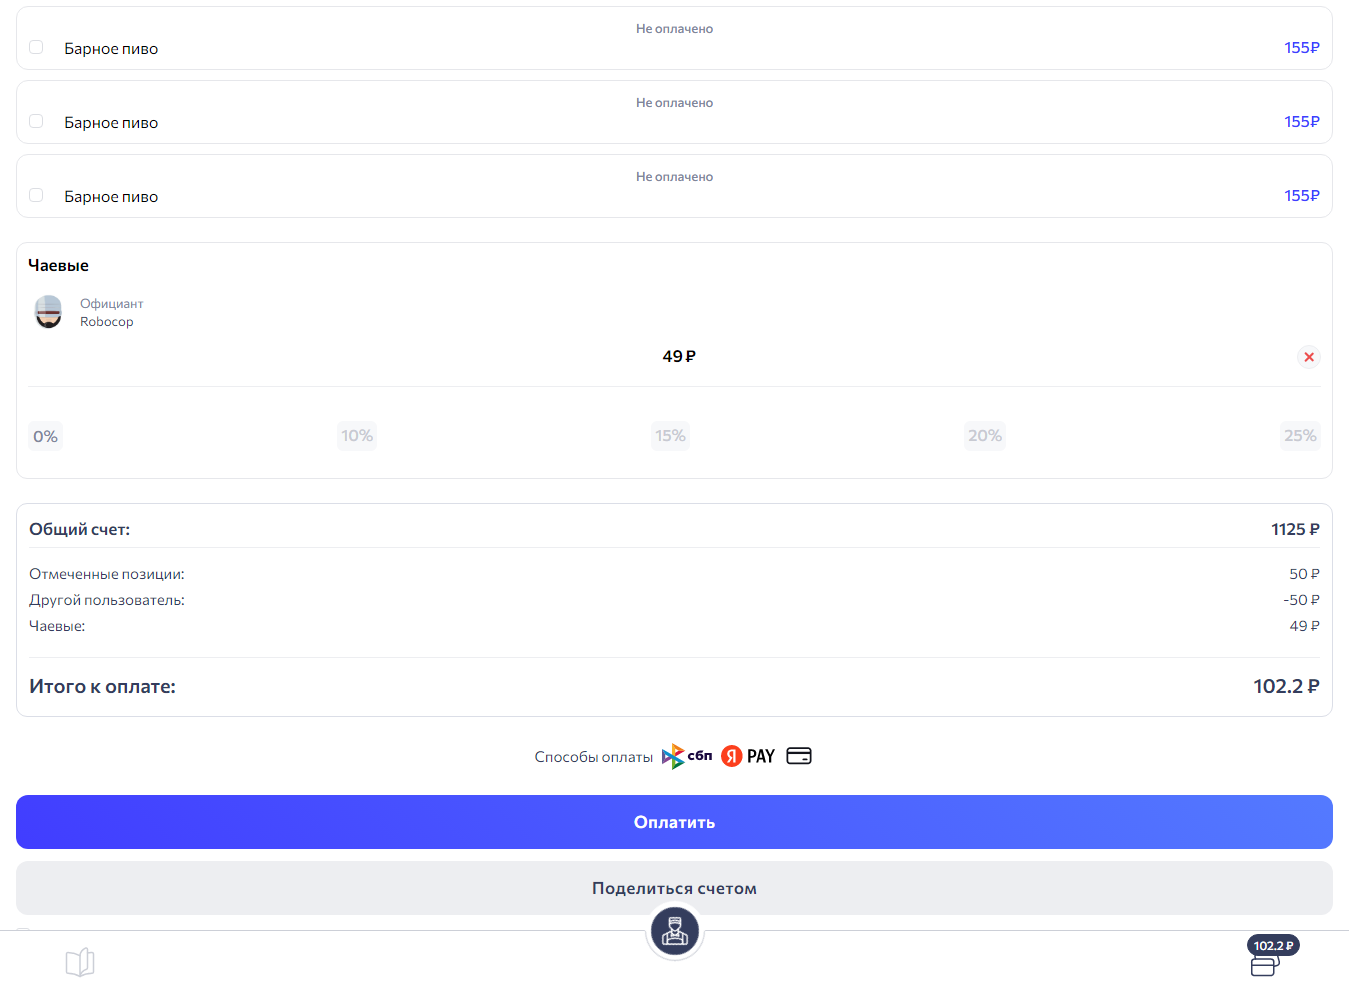 Не оплачено
Барное пиво 155₽
Не оплачено
Барное пиво 155₽
Не оплачено
Барное пиво 155₽
Чаевые
Официант
Robocop
49 ₽
0% 10% 15% 20% 25%
Общий счет: 1125 ₽
Отмеченные позиции: 50 ₽
Другой пользователь: -50 ₽
Чаевые: 49 ₽
Итого к оплате: 102.2 ₽
Способы оплаты сбп Я PAY
Оплатить
Поделиться счетом
102.2 ₽